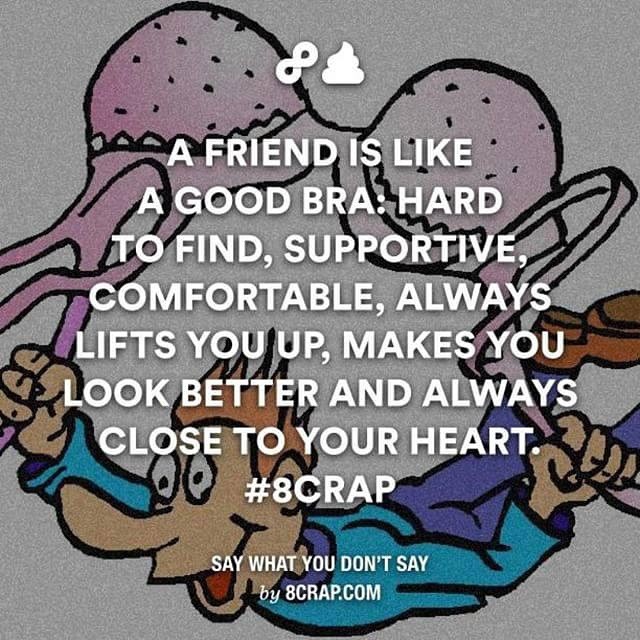 A FRIEND IS LIKE
A GOOD BRA: HARD
TO FIND, SUPPORTIVE,
COMFORTABLE, ALWAYS
LIFTS YOU UP, MAKES YOU
LOOK BETTER AND ALWAYS
CLOSE TO YOUR HEART.
#8CRAP
SAY WHAT YOU DON'T SAY
by 8CRAP.COM